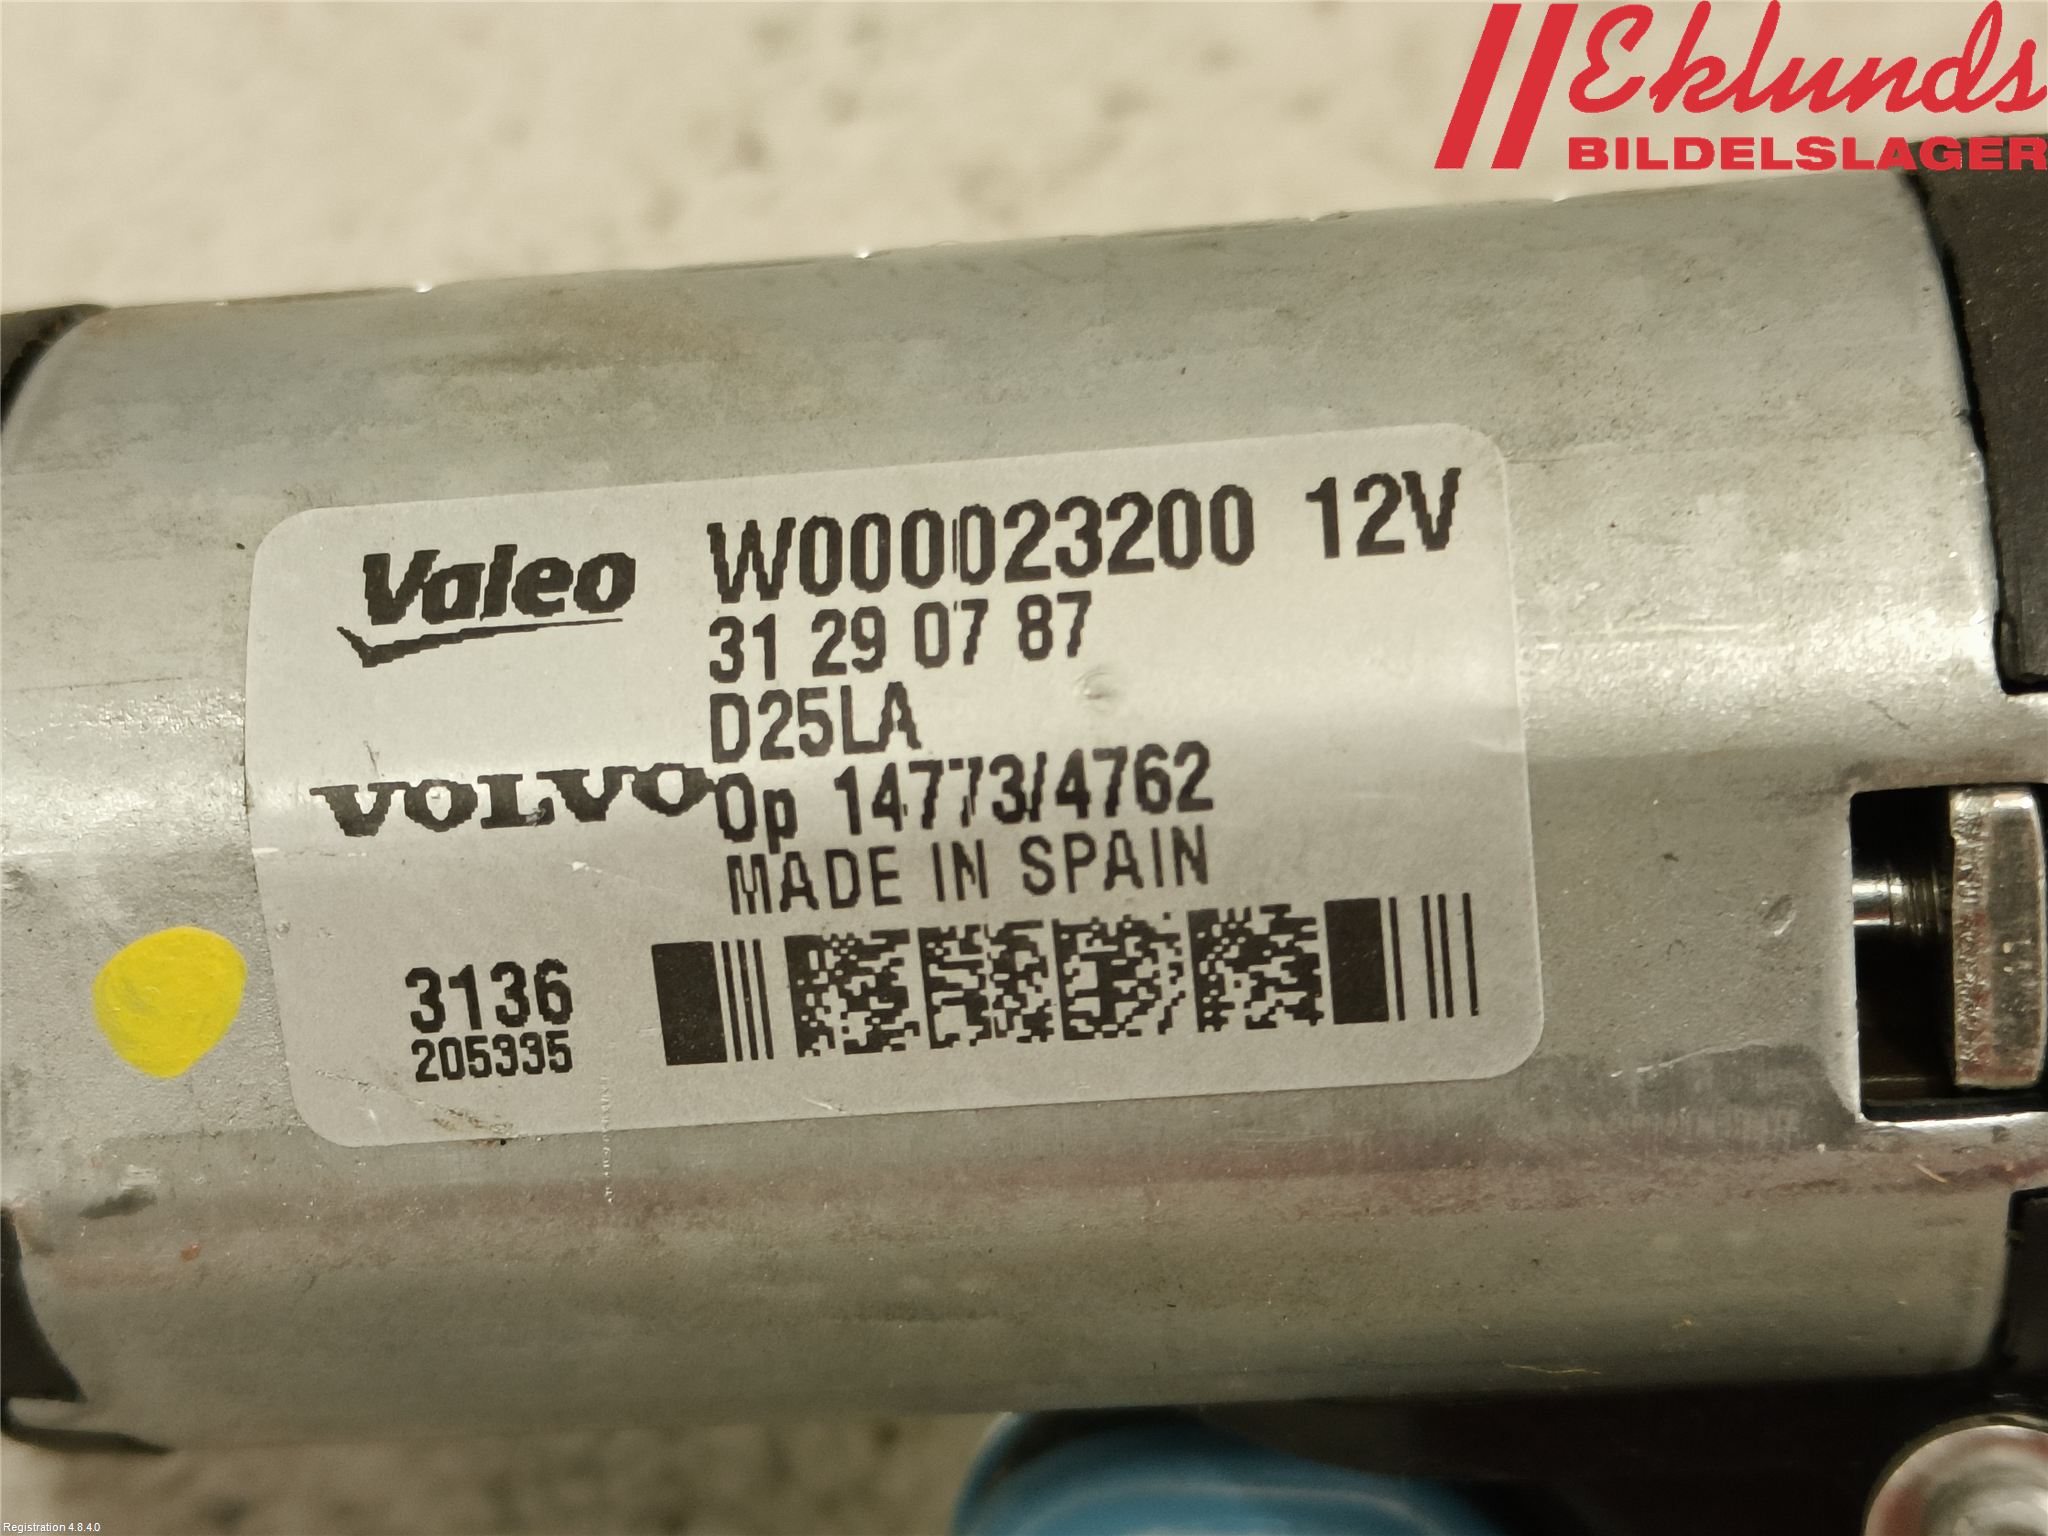 Eklunds
BILDELSLAGER
Valeo
W000023200 12V
31 29 07 87
D25LA
VOLVO
Op 14773/4762
MADE IN SPAIN
3136
205335
Registration 4.8.4.0